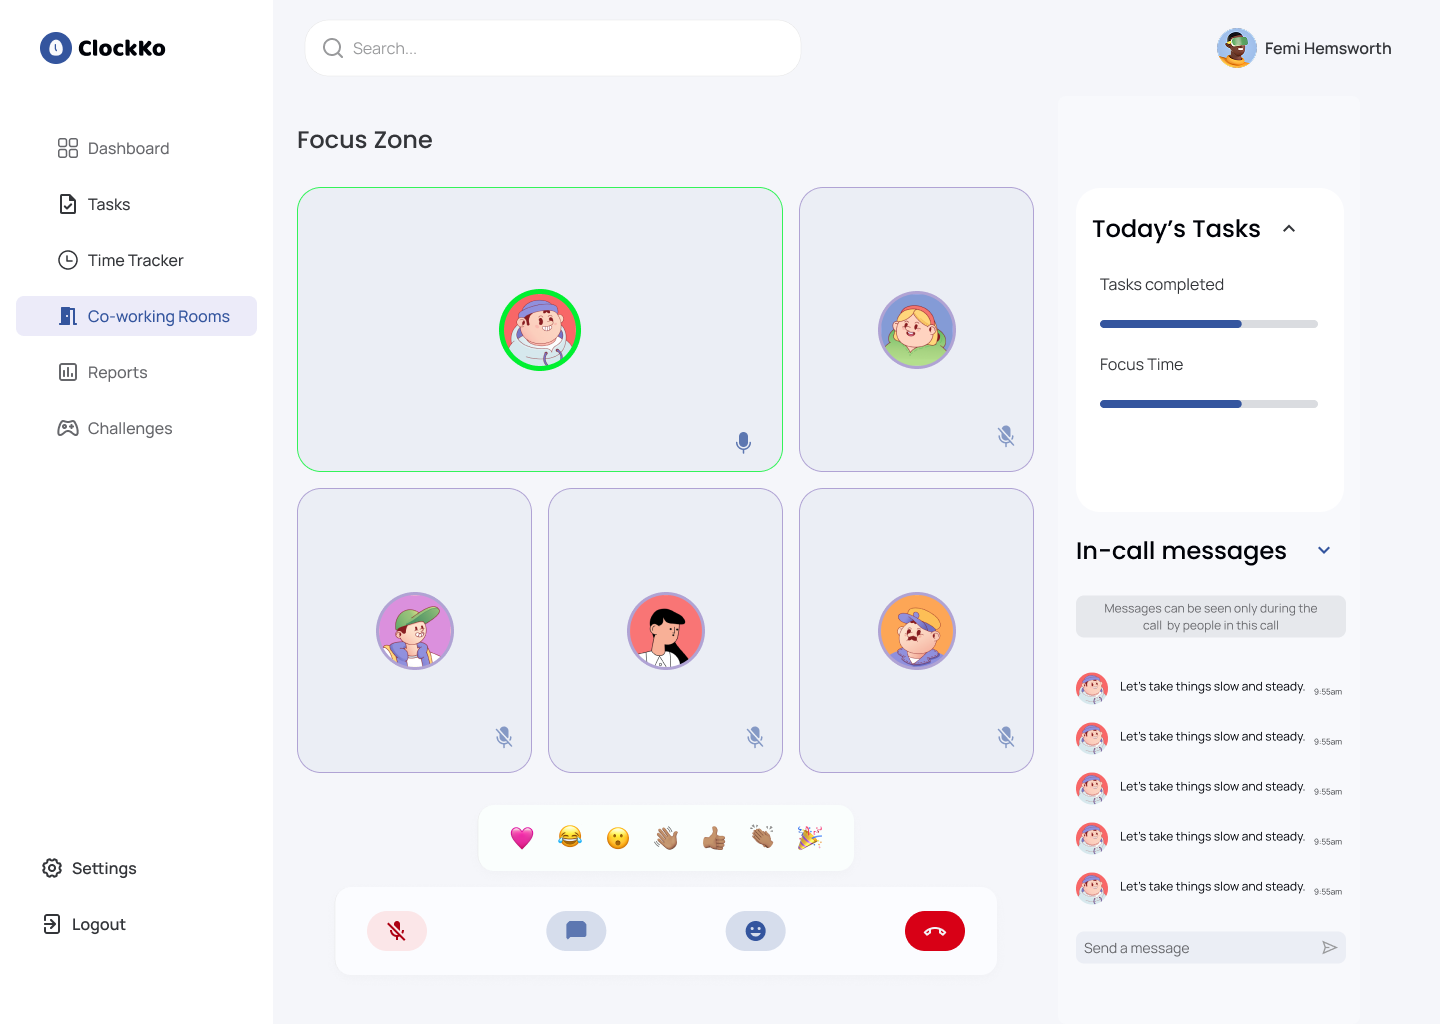 ClockKo
Search...
Femi Hemsworth
Dashboard
Tasks
Time Tracker
Co-working Rooms
Reports
Challenges
Settings
Logout
Focus Zone
Today's Tasks
Tasks completed
Focus Time
In-call messages
Messages can be seen only during the
call by people in this call
Let's take things slow and steady. 9:55am
Let's take things slow and steady. 9:55am
Let's take things slow and steady. 9:55am
Let's take things slow and steady. 9:55am
Let's take things slow and steady. 9:55am
Send a message